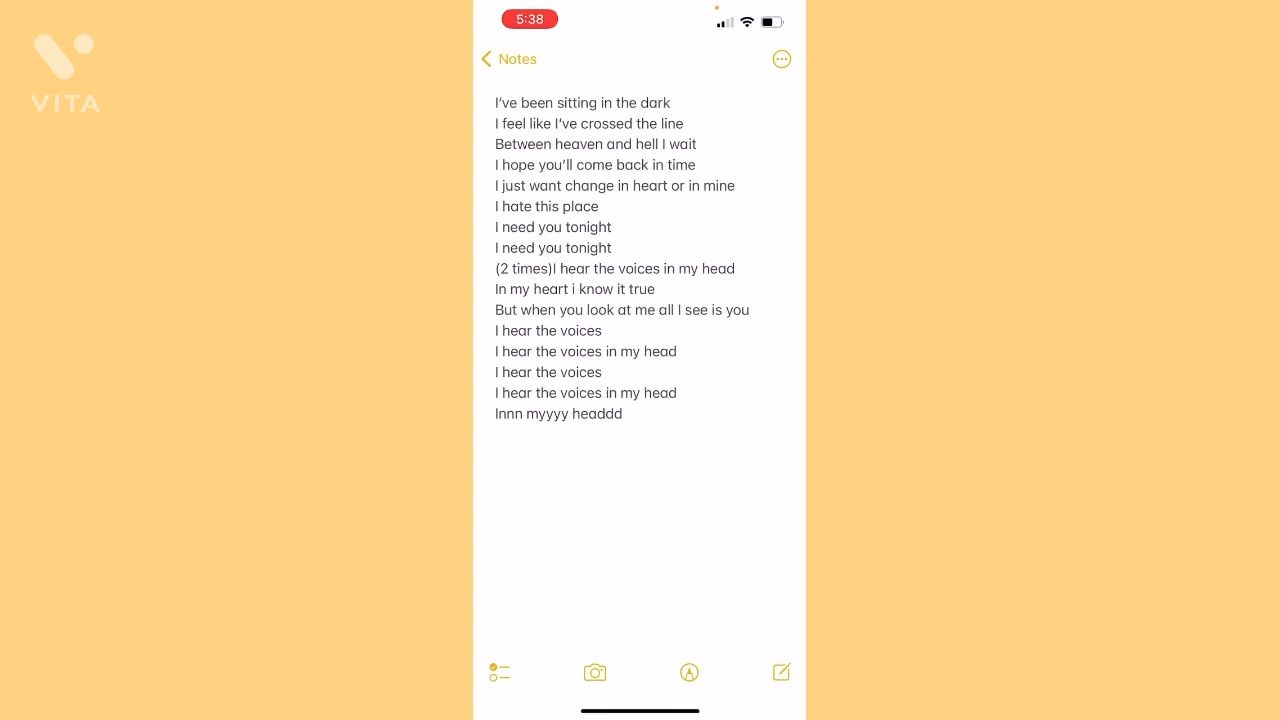 5:38
VITA
Notes
I've been sitting in the dark
I feel like I've crossed the line
Between heaven and hell I wait
I hope you'll come back in time
I just want change in heart or in mine
I hate this place
I need you tonight
I need you tonight
(2 times)I hear the voices in my head
In my heart i know it true
But when you look at me all I see is you
I hear the voices
I hear the voices in my head
I hear the voices
I hear the voices in my head
Innn myyyy headdd